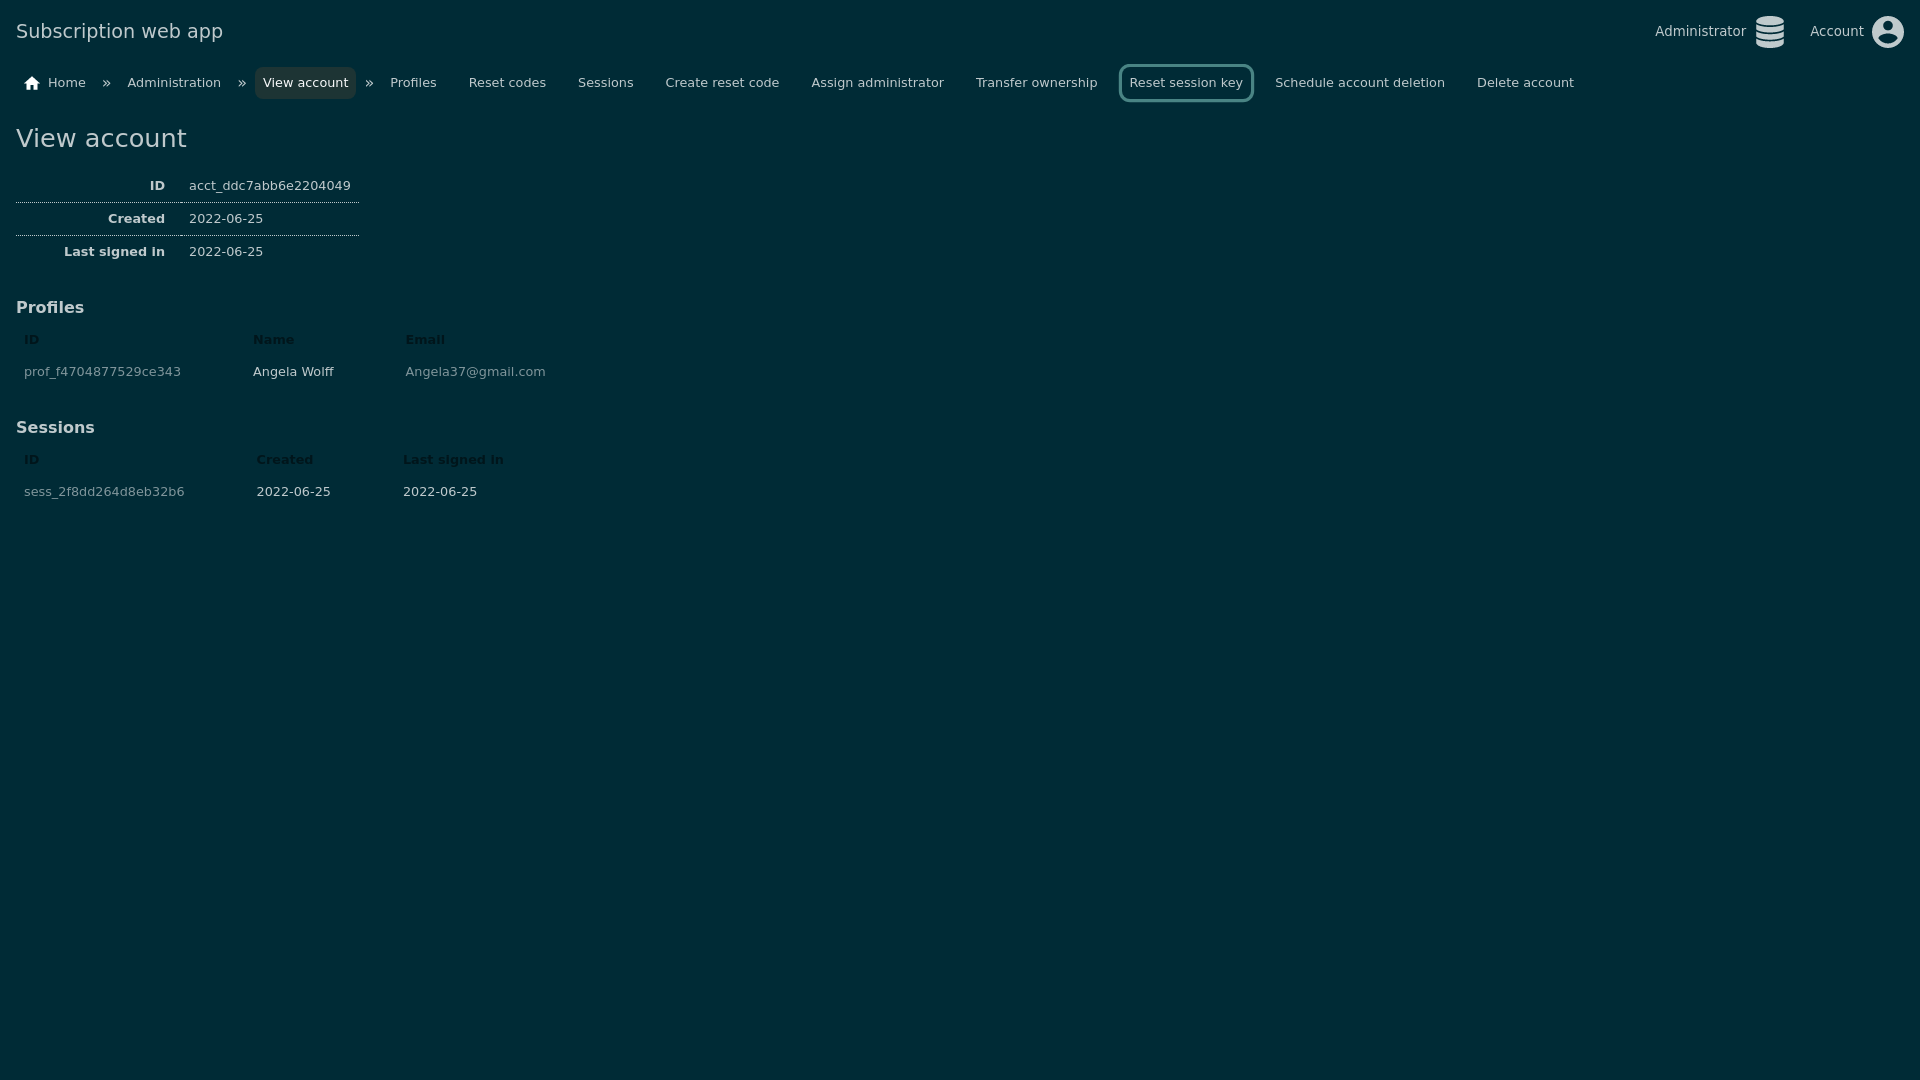 Subscription web app
Administrator
Account
Home » Administration » View account » Profiles Reset codes Sessions Create reset code Assign administrator Transfer ownership Reset session key Schedule account deletion Delete account
View account
ID acct_ddc7abb6e2204049
Created 2022-06-25
Last signed in 2022-06-25
Profiles
ID Name Email
prof_f4704877529ce343 Angela Wolff Angela37@gmail.com
Sessions
ID Created Last signed in
sess_2f8dd264d8eb32b6 2022-06-25 2022-06-25